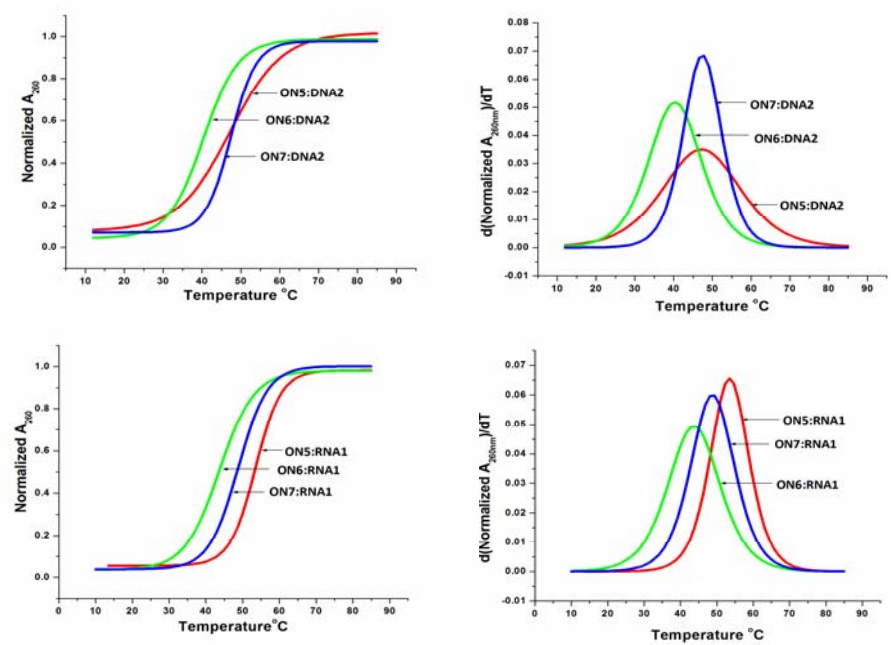 1.0
0.8
0.6
0.4
0.2
0.0
Normalized A260
ON5:DNA2
ON6:DNA2
ON7:DNA2
10 20 30 40 50 60 70 80 90
Temperature °C
0.08
0.07
0.06
0.05
0.04
0.03
0.02
0.01
0.00
-0.01
d(Normalized A260nm)/dT
ON7:DNA2
ON6:DNA2
ON5:DNA2
10 20 30 40 50 60 70 80 90
Temperature °C
1.0
0.8
0.6
0.4
0.2
0.0
Normalized A260
ON5:RNA1
ON6:RNA1
ON7:RNA1
0 10 20 30 40 50 60 70 80 90
Temperature°C
0.07
0.06
0.05
0.04
0.03
0.02
0.01
0.00
-0.01
d(Normalized A260nm)/dT
ON5:RNA1
ON7:RNA1
ON6:RNA1
0 10 20 30 40 50 60 70 80 90
Temperature °C